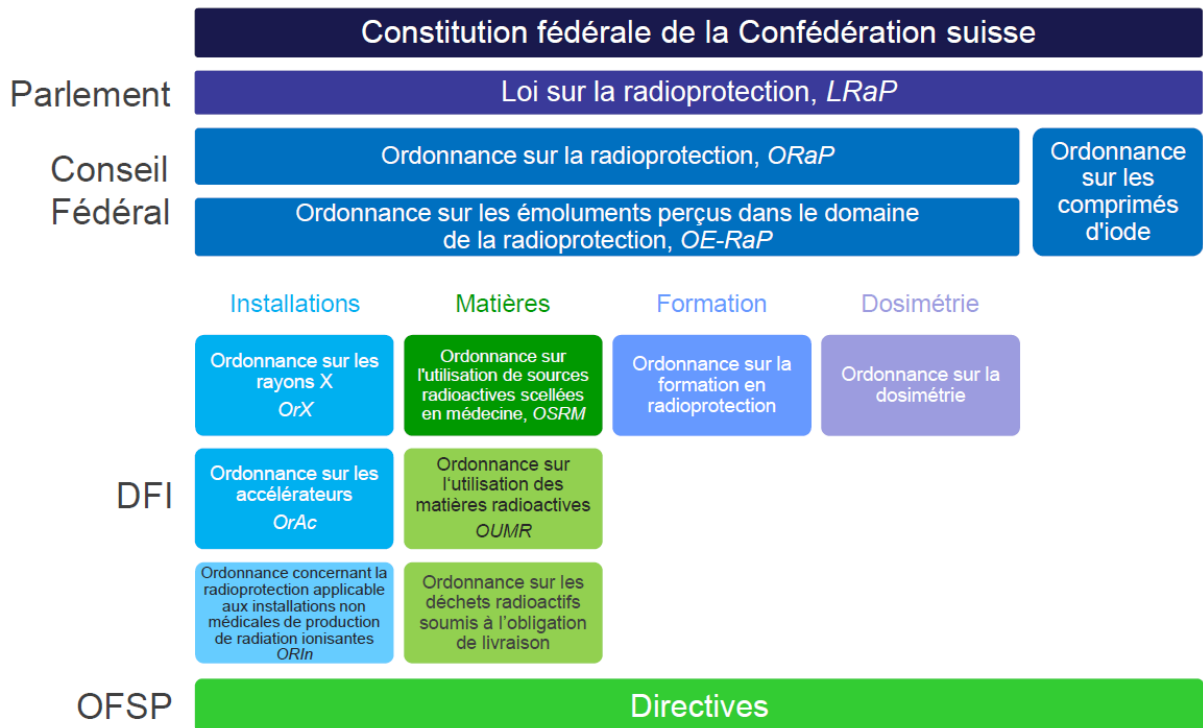 Constitution fédérale de la Confédération suisse
Parlement
Loi sur la radioprotection, LRaP
Conseil
Fédéral
Ordonnance sur la radioprotection, ORaP
Ordonnance sur les émoluments perçus dans le domaine
de la radioprotection, OE-RaP
Ordonnance
sur les
comprimés
d'iode
Installations
Matières
Formation
Dosimétrie
DFI
Ordonnance sur les
rayons X
OrX
Ordonnance sur
l'utilisation de sources
radioactives scellées
en médecine, OSRM
Ordonnance sur la
formation en
radioprotection
Ordonnance sur la
dosimétrie
Ordonnance sur les
accélérateurs
OrAc
Ordonnance sur
l'utilisation des
matières radioactives
OUMR
Ordonnance concernant la
radioprotection applicable
aux installations non
médicales de production
de radiation ionisantes
ORIn
Ordonnance sur les
déchets radioactifs
soumis à l’obligation
de livraison
OFSP
Directives